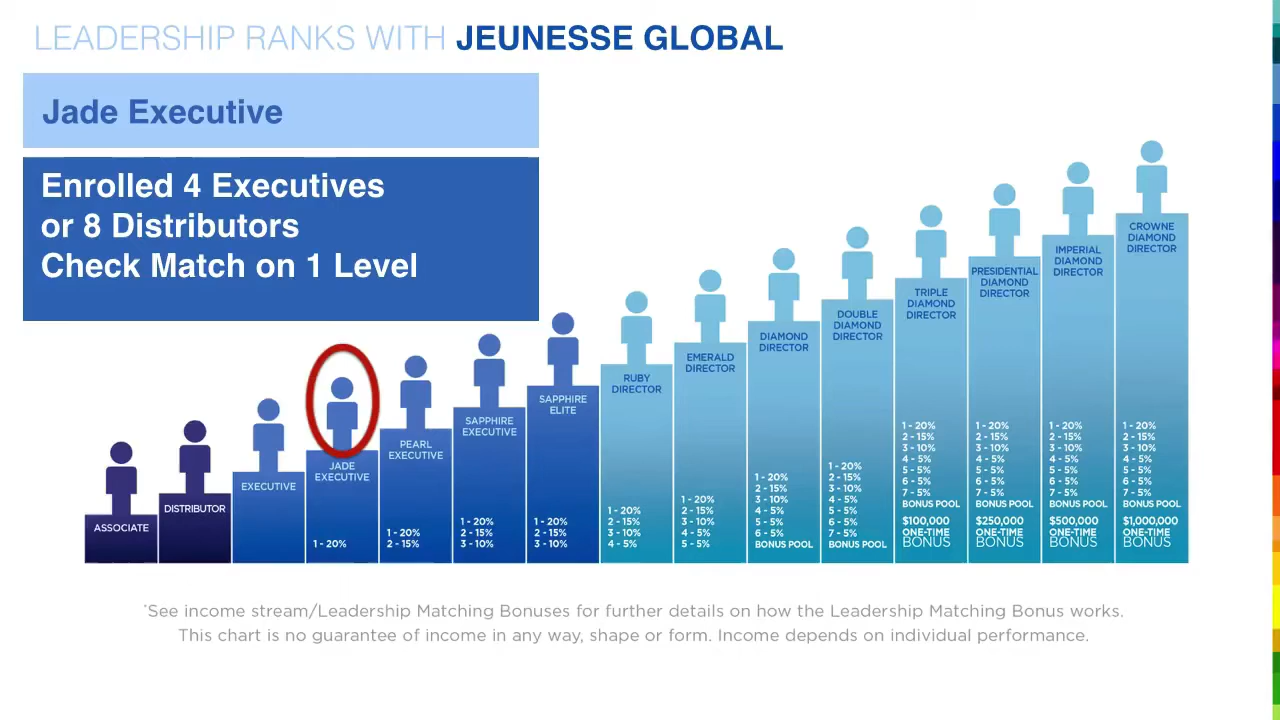 LEADERSHIP RANKS WITH JEUNESSE GLOBAL
Jade Executive
Enrolled 4 Executives
or 8 Distributors
Check Match on 1 Level
ASSOCIATE
DISTRIBUTOR
EXECUTIVE
JADE
EXECUTIVE
1 - 20%
PEARL
EXECUTIVE
1 - 20%
2 - 15%
SAPPHIRE
EXECUTIVE
1 - 20%
2 - 15%
3 - 10%
SAPPHIRE
ELITE
1 - 20%
2 - 15%
3 - 10%
RUBY
DIRECTOR
1 - 20%
2 - 15%
3 - 10%
4 - 5%
EMERALD
DIRECTOR
1 - 20%
2 - 15%
3 - 10%
4 - 5%
5 - 5%
DIAMOND
DIRECTOR
1 - 20%
2 - 15%
3 - 10%
4 - 5%
5 - 5%
6 - 5%
BONUS POOL
DOUBLE
DIAMOND
DIRECTOR
1 - 20%
2 - 15%
3 - 10%
4 - 5%
5 - 5%
6 - 5%
7 - 5%
BONUS POOL
TRIPLE
DIAMOND
DIRECTOR
1 - 20%
2 - 15%
3 - 10%
4 - 5%
5 - 5%
6 - 5%
7 - 5%
BONUS POOL
$100,000
ONE-TIME
BONUS
PRESIDENTIAL
DIAMOND
DIRECTOR
1 - 20%
2 - 15%
3 - 10%
4 - 5%
5 - 5%
6 - 5%
7 - 5%
BONUS POOL
$250,000
ONE-TIME
BONUS
IMPERIAL
DIAMOND
DIRECTOR
1 - 20%
2 - 15%
3 - 10%
4 - 5%
5 - 5%
6 - 5%
7 - 5%
BONUS POOL
$500,000
ONE-TIME
BONUS
CROWNE
DIAMOND
DIRECTOR
1 - 20%
2 - 15%
3 - 10%
4 - 5%
5 - 5%
6 - 5%
7 - 5%
BONUS POOL
$1,000,000
ONE-TIME
BONUS
*See income stream/Leadership Matching Bonuses for further details on how the Leadership Matching Bonus works.
This chart is no guarantee of income in any way, shape or form. Income depends on individual performance.